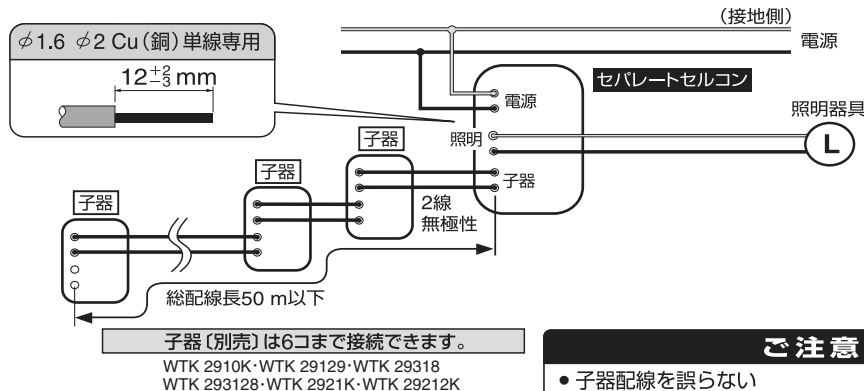 (接地側)
電源
φ1.6 φ2 Cu(銅)単線専用
12+2−3mm
セパレートセルコン
電源
照明
照明器具
L
子器
子器
子器
子器
2線
無極性
総配線長50 m以下
子器〔別売〕は6コまで接続できます。
WTK 2910K・WTK 29129・WTK 29318
WTK 293128・WTK 2921K・WTK 29212K
ご注意
● 子器配線を誤らない